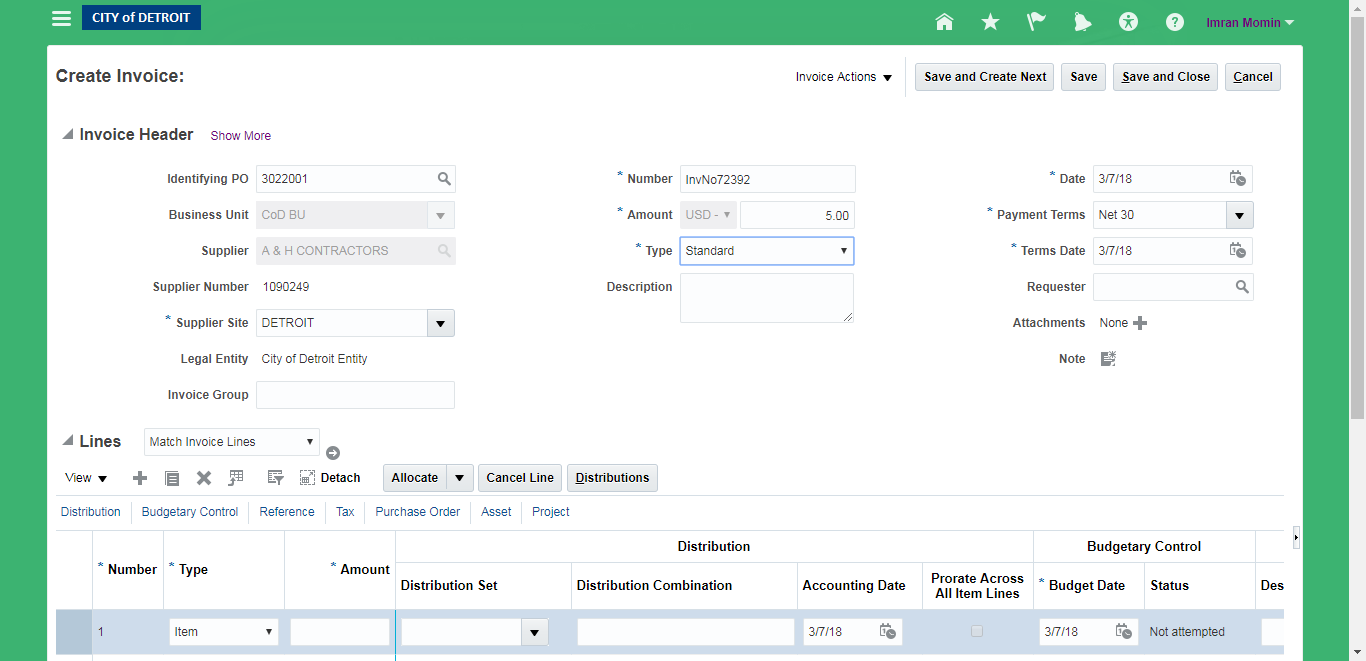 CITY of DETROIT
Imran Momin
Create Invoice:
Invoice Actions
Save and Create Next
Save
Save and Close
Cancel
Invoice Header
Show More
Identifying PO 3022001
* Number InvNo72392
* Date 3/7/18
Business Unit CoD BU
* Amount USD - 5.00
* Payment Terms Net 30
Supplier A & H CONTRACTORS
* Type Standard
* Terms Date 3/7/18
Supplier Number 1090249
Description
Requester
* Supplier Site DETROIT
Attachments None
Legal Entity City of Detroit Entity
Note
Invoice Group
Lines Match Invoice Lines
View
Detach
Allocate
Cancel Line
Distributions
Distribution Budgetary Control Reference Tax Purchase Order Asset Project
Distribution Budgetary Control
* Number * Type * Amount
Distribution Set Distribution Combination Accounting Date Prorate Across
All Item Lines
* Budget Date Status Des
1 Item 3/7/18 3/7/18 Not attempted